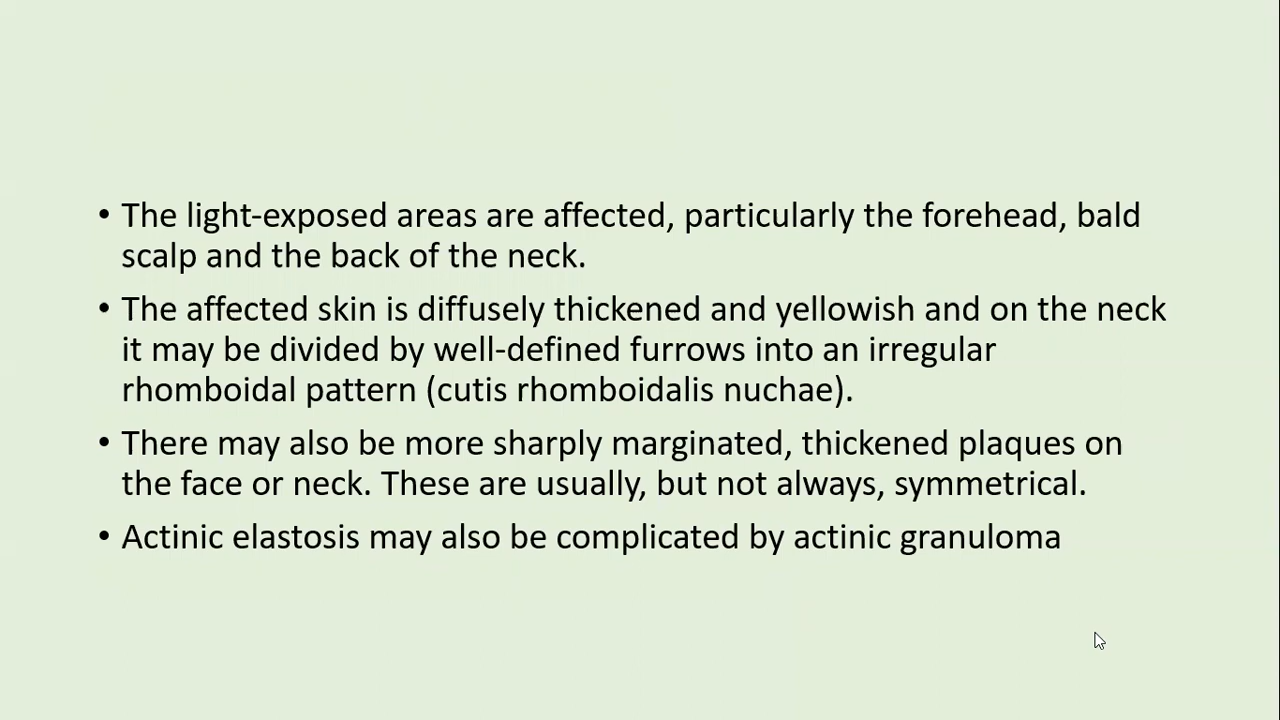 • The light-exposed areas are affected, particularly the forehead, bald
scalp and the back of the neck.
• The affected skin is diffusely thickened and yellowish and on the neck
it may be divided by well-defined furrows into an irregular
rhomboidal pattern (cutis rhomboidalis nuchae).
• There may also be more sharply marginated, thickened plaques on
the face or neck. These are usually, but not always, symmetrical.
• Actinic elastosis may also be complicated by actinic granuloma